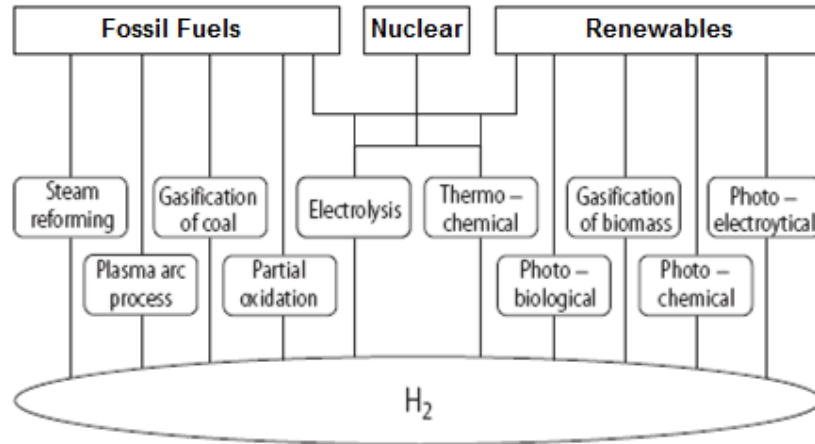 Fossil Fuels
Nuclear
Renewables
Steam
reforming
Gasification
of coal
Electrolysis
Thermo –
chemical
Gasification
of biomass
Photo –
electroytical
Plasma arc
process
Partial
oxidation
Photo –
biological
Photo –
chemical
H₂